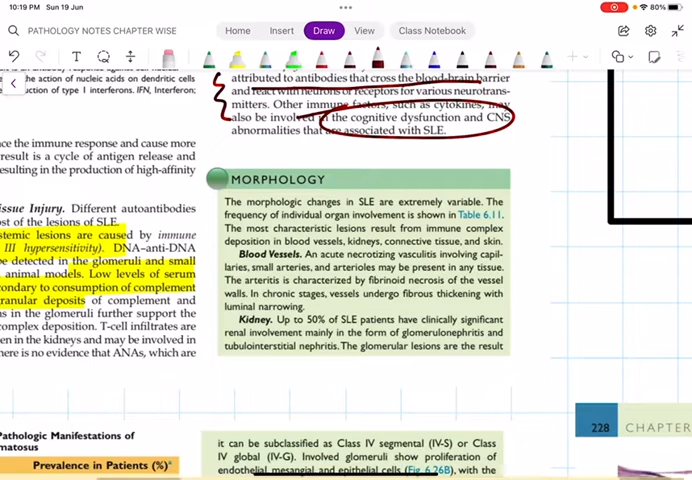 10:19 PM Sun 19 Jun
80%
PATHOLOGY NOTES CHAPTER WISE
Home Insert Draw View Class Notebook
the action of nucleic acids on dendritic cells
duction of type I interferons. IFN, Interferon;
ce the immune response and cause more
result is a cycle of antigen release and
esulting in the production of high-affinity
issue Injury. Different autoantibodies
ost of the lesions of SLE.
stemic lesions are caused by immune
III hypersensitivity). DNA–anti-DNA
be detected in the glomeruli and small
animal models. Low levels of serum
condary to consumption of complement
granular deposits of complement and
ns in the glomeruli further support the
omplex deposition. T-cell infiltrates are
en in the kidneys and may be involved in
here is no evidence that ANAs, which are
Pathologic Manifestations of
matosus
Prevalence in Patients (%)a
attributed to antibodies that cross the blood-brain barrier
and react with neurons or receptors for various neurotrans-
mitters. Other immune factors, such as cytokines, may
also be involved in the cognitive dysfunction and CNS
abnormalities that are associated with SLE.
MORPHOLOGY
The morphologic changes in SLE are extremely variable. The
frequency of individual organ involvement is shown in Table 6.11.
The most characteristic lesions result from immune complex
deposition in blood vessels, kidneys, connective tissue, and skin.
Blood Vessels. An acute necrotizing vasculitis involving capil-
laries, small arteries, and arterioles may be present in any tissue.
The arteritis is characterized by fibrinoid necrosis of the vessel
walls. In chronic stages, vessels undergo fibrous thickening with
luminal narrowing.
Kidney. Up to 50% of SLE patients have clinically significant
renal involvement mainly in the form of glomerulonephritis and
tubulointerstitial nephritis. The glomerular lesions are the result
it can be subclassified as Class IV segmental (IV-S) or Class
IV global (IV-G). Involved glomeruli show proliferation of
endothelial, mesangial, and epithelial cells (Fig. 6.26B), with the
228 CHAPTER